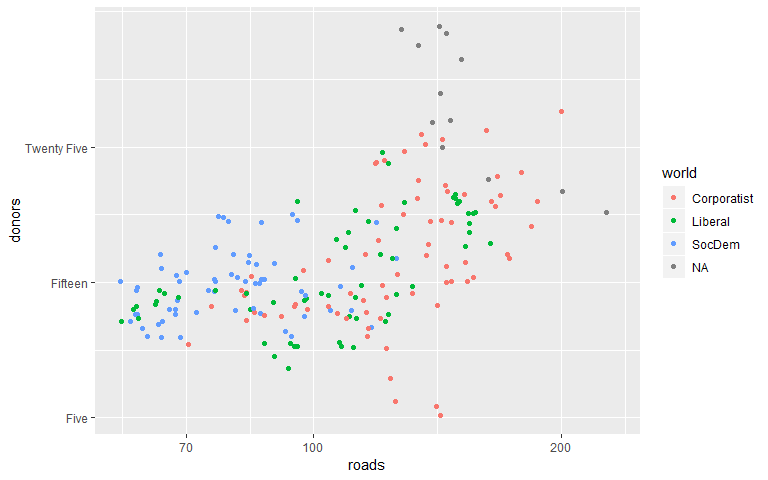 donors
Twenty Five
Fifteen
Five
70
100
200
roads
world
Corporatist
Liberal
SocDem
NA